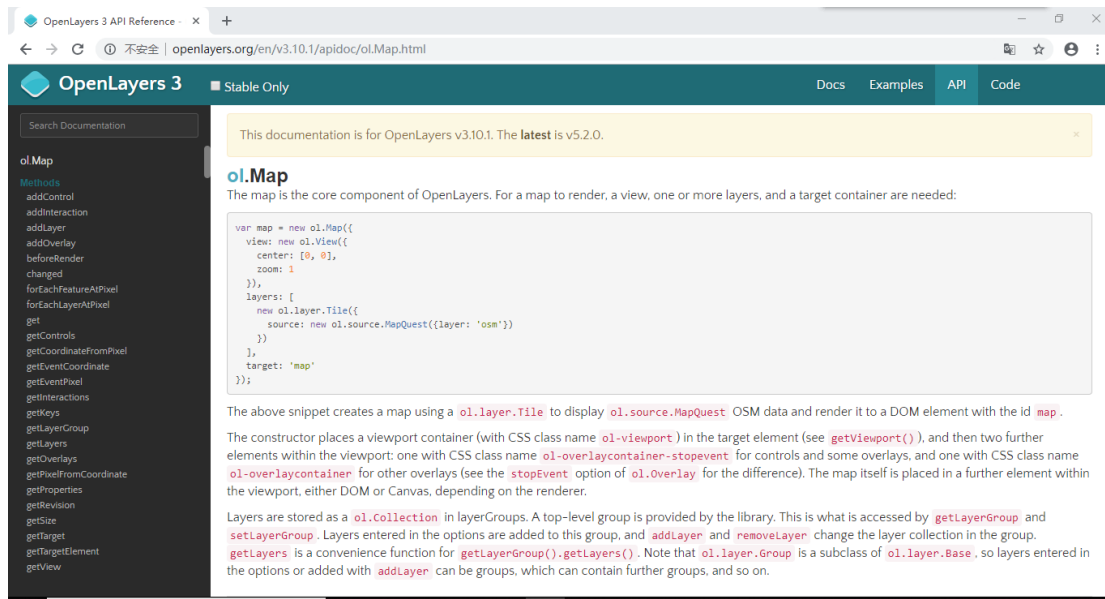 OpenLayers 3 API Reference -
不安全 | openlayers.org/en/v3.10.1/apidoc/ol.Map.html
OpenLayers 3
Stable Only
Docs Examples API Code
Search Documentation
ol.Map
Methods
addControl
addInteraction
addLayer
addOverlay
beforeRender
changed
forEachFeatureAtPixel
forEachLayerAtPixel
get
getControls
getCoordinateFromPixel
getEventCoordinate
getEventPixel
getInteractions
getKeys
getLayerGroup
getLayers
getOverlays
getPixelFromCoordinate
getProperties
getRevision
getSize
getTarget
getTargetElement
getView
This documentation is for OpenLayers v3.10.1. The latest is v5.2.0.
ol.Map
The map is the core component of OpenLayers. For a map to render, a view, one or more layers, and a target container are needed:
var map = new ol.Map({
  view: new ol.View({
    center: [0, 0],
    zoom: 1
  }),
  layers: [
    new ol.layer.Tile({
      source: new ol.source.MapQuest({layer: 'osm'})
    })
  ],
  target: 'map'
});
The above snippet creates a map using a ol.layer.Tile to display ol.source.MapQuest OSM data and render it to a DOM element with the id map .
The constructor places a viewport container (with CSS class name ol-viewport ) in the target element (see getViewport() ), and then two further
elements within the viewport: one with CSS class name ol-overlaycontainer-stopevent for controls and some overlays, and one with CSS class name
ol-overlaycontainer for other overlays (see the stopEvent option of ol.Overlay for the difference). The map itself is placed in a further element within
the viewport, either DOM or Canvas, depending on the renderer.
Layers are stored as a ol.Collection in layerGroups. A top-level group is provided by the library. This is what is accessed by getLayerGroup and
setLayerGroup . Layers entered in the options are added to this group, and addLayer and removeLayer change the layer collection in the group.
getLayers is a convenience function for getLayerGroup().getLayers() . Note that ol.layer.Group is a subclass of ol.layer.Base , so layers entered in
the options or added with addLayer can be groups, which can contain further groups, and so on.